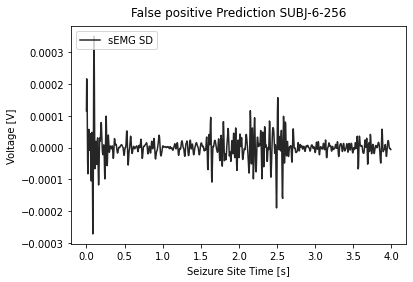 False positive Prediction SUBJ-6-256
sEMG SD
0.0003
0.0002
0.0001
0.0000
−0.0001
−0.0002
−0.0003
Voltage [V]
0.0 0.5 1.0 1.5 2.0 2.5 3.0 3.5 4.0
Seizure Site Time [s]